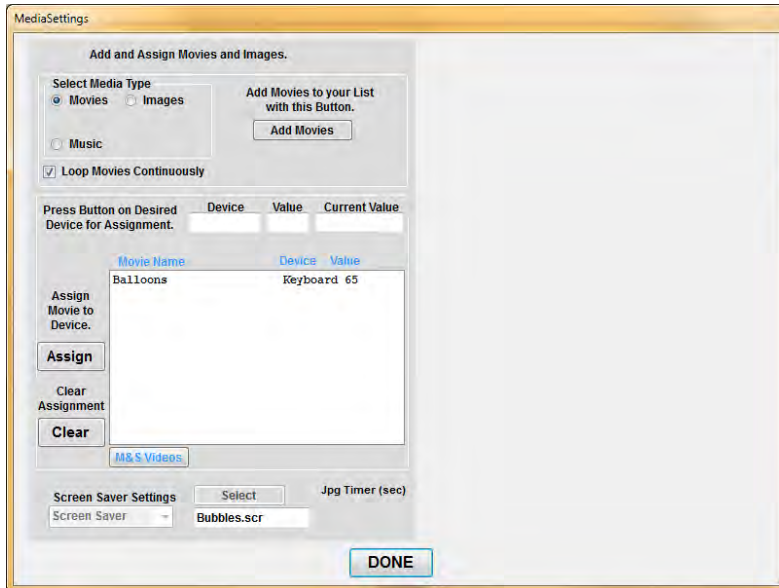 MediaSettings
Add and Assign Movies and Images.
Select Media Type
Movies Images
Music
Add Movies to your List
with this Button.
Add Movies
Loop Movies Continuously
Press Button on Desired
Device for Assignment.
Device Value Current Value
Movie Name Device Value
Balloons Keyboard 65
Assign
Movie to
Device.
Assign
Clear
Assignment
Clear
M&S Videos
Screen Saver Settings
Screen Saver
Select
Bubbles.scr
Jpg Timer (sec)
DONE